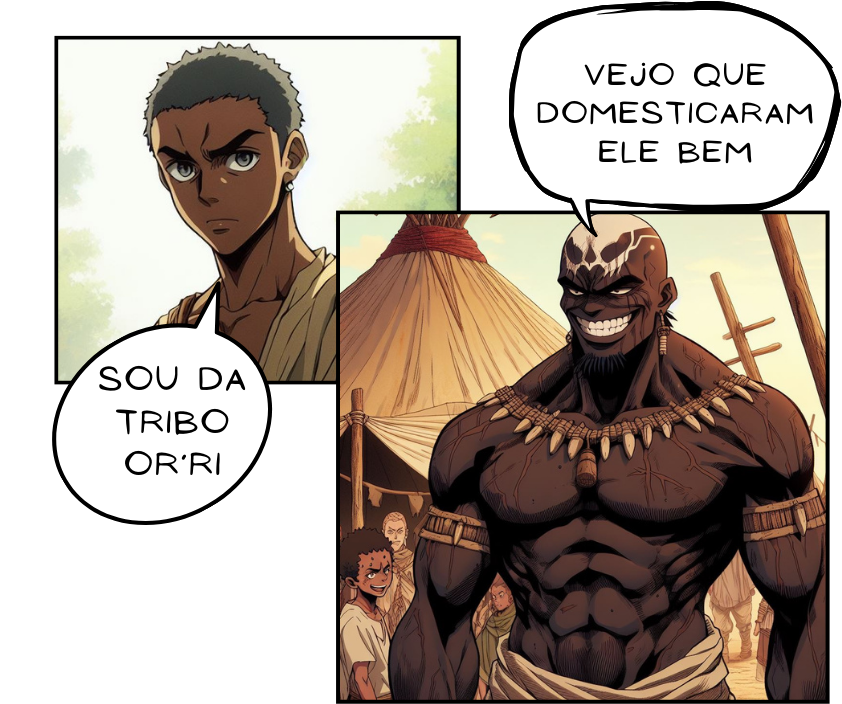 SOU DA
TRIBO
OR'RI
VEJO QUE
DOMESTICARAM
ELE BEM